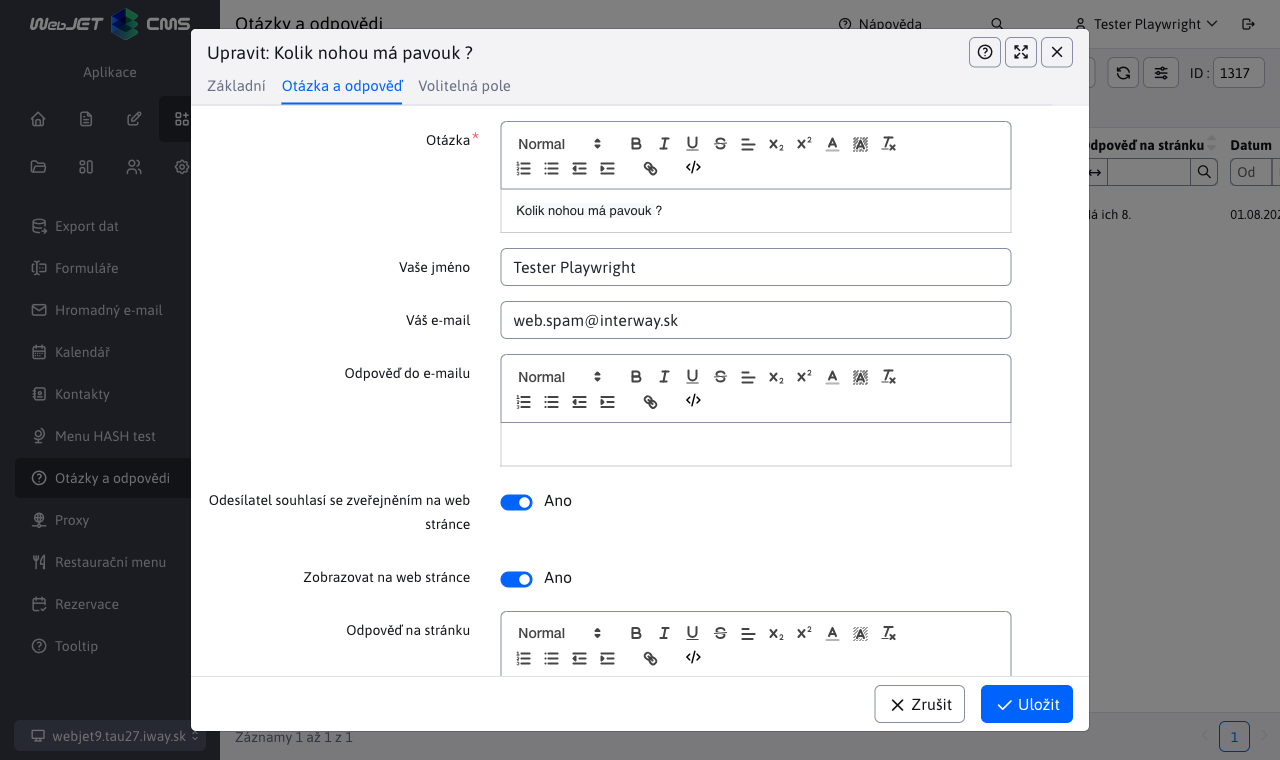 WebJET CMS
Otázky a odpovědi
Nápověda
Tester Playwright
Aplikace
ID :
1317
Export dat
Formuláře
Hromadný e-mail
Kalendář
Kontakty
Menu HASH test
Otázky a odpovědi
Proxy
Restaurační menu
Rezervace
Tooltip
webjet9.tau27.iway.sk
Upravit: Kolik nohou má pavouk ?
Základní
Otázka a odpověď
Volitelná pole
Otázka*
Normal
Kolik nohou má pavouk ?
Vaše jméno
Tester Playwright
Váš e-mail
web.spam@interway.sk
Odpověď do e-mailu
Normal
Odesílatel souhlasí se zveřejněním na web
stránce
Ano
Zobrazovat na web stránce
Ano
Odpověď na stránku
Normal
Zrušit
Uložit
dpověď na stránku
Datum
Od
á ich 8.
01.08.202
Záznamy 1 až 1 z 1
1